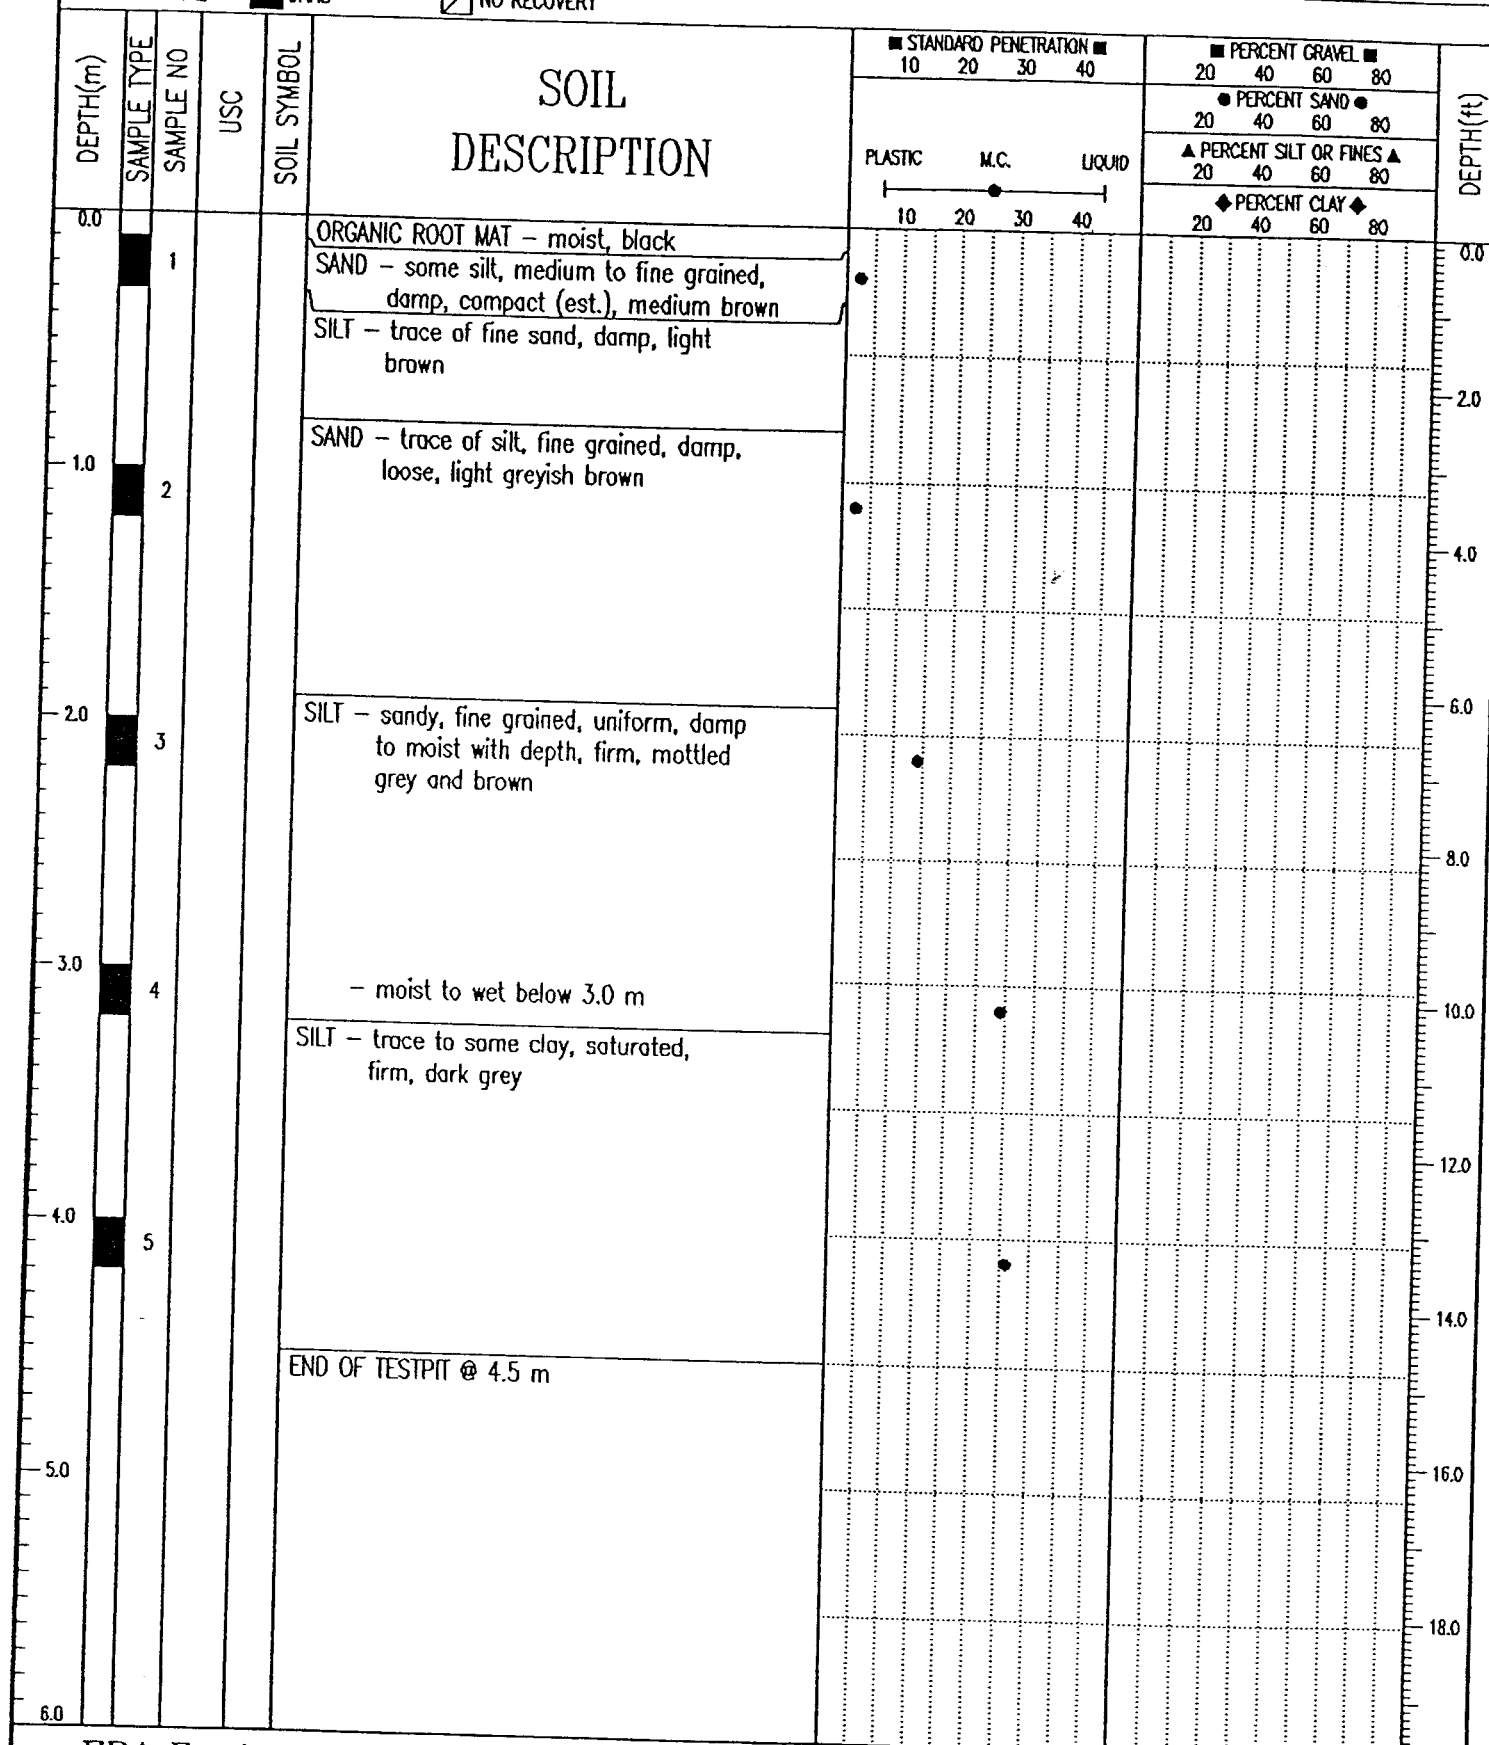 NO RECOVERY
DEPTH(m)
SAMPLE TYPE
SAMPLE NO
USC
SOIL SYMBOL
SOIL
DESCRIPTION
■ STANDARD PENETRATION ■
10 20 30 40
PLASTIC M.C. LIQUID
10 20 30 40
■ PERCENT GRAVEL ■
20 40 60 80
● PERCENT SAND ●
20 40 60 80
▲ PERCENT SILT OR FINES ▲
20 40 60 80
◆ PERCENT CLAY ◆
20 40 60 80
DEPTH(ft)
0.0
ORGANIC ROOT MAT – moist, black
0.0
1
SAND – some silt, medium to fine grained,
damp, compact (est.), medium brown
SILT – trace of fine sand, damp, light
brown
2.0
SAND – trace of silt, fine grained, damp,
loose, light greyish brown
1.0
2
4.0
2.0
SILT – sandy, fine grained, uniform, damp
to moist with depth, firm, mottled
grey and brown
6.0
3
8.0
3.0
4
– moist to wet below 3.0 m
10.0
SILT – trace to some clay, saturated,
firm, dark grey
12.0
4.0
5
14.0
END OF TESTPIT @ 4.5 m
5.0
16.0
18.0
6.0